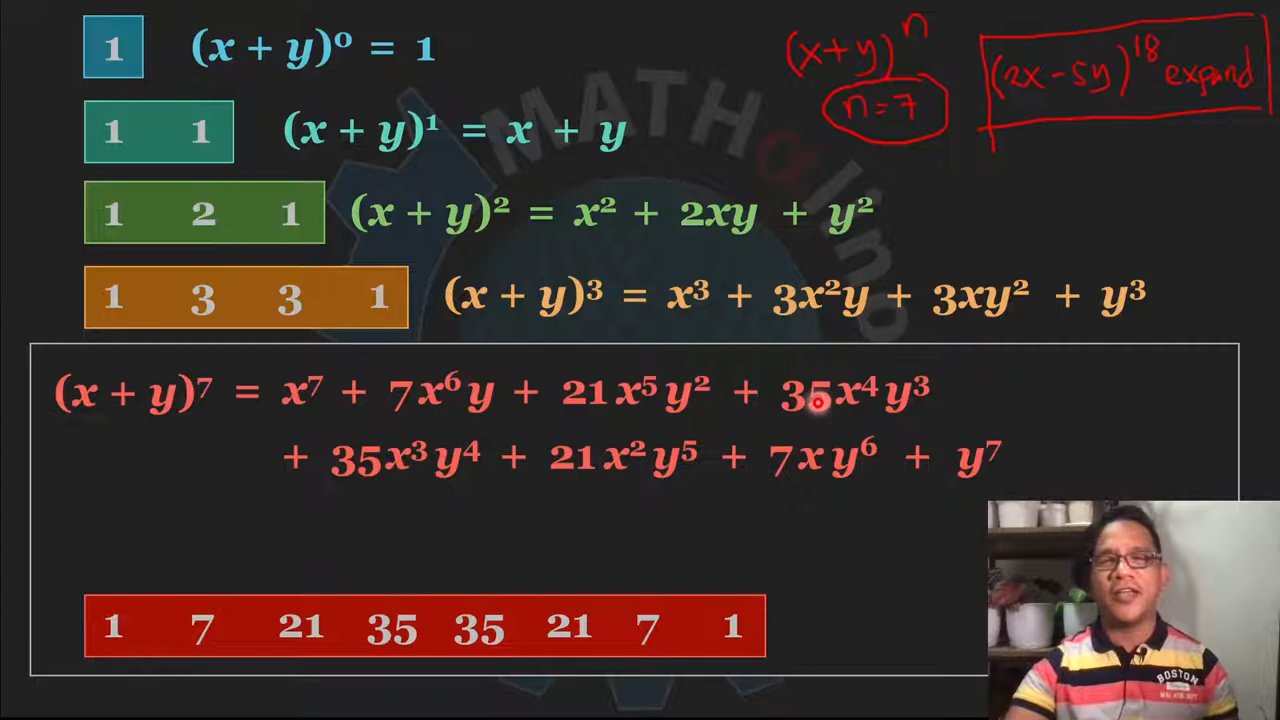 1 (x + y)⁰ = 1
(x+y)ⁿ
n=7
(2x-5y)¹⁸ expand
1 1 (x + y)¹ = x + y
1 2 1 (x + y)² = x² + 2xy + y²
1 3 3 1 (x + y)³ = x³ + 3x²y + 3xy² + y³
(x + y)⁷ = x⁷ + 7x⁶y + 21x⁵y² + 35x⁴y³
+ 35x³y⁴ + 21x²y⁵ + 7xy⁶ + y⁷
1 7 21 35 35 21 7 1
MATHalino
BOSTON